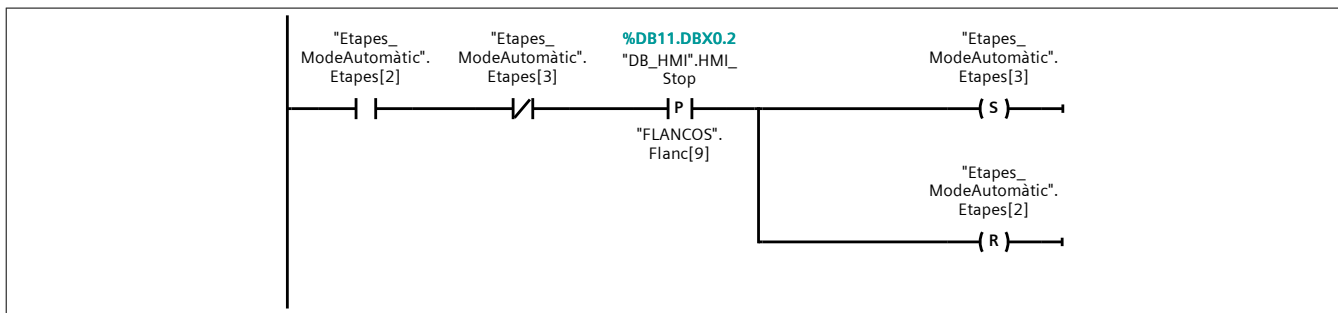 "Etapes_
ModeAutomàtic".
Etapes[2]
"Etapes_
ModeAutomàtic".
Etapes[3]
%DB11.DBX0.2
"DB_HMI".HMI_
Stop
P
"FLANCOS".
Flanc[9]
"Etapes_
ModeAutomàtic".
Etapes[3]
S
"Etapes_
ModeAutomàtic".
Etapes[2]
R